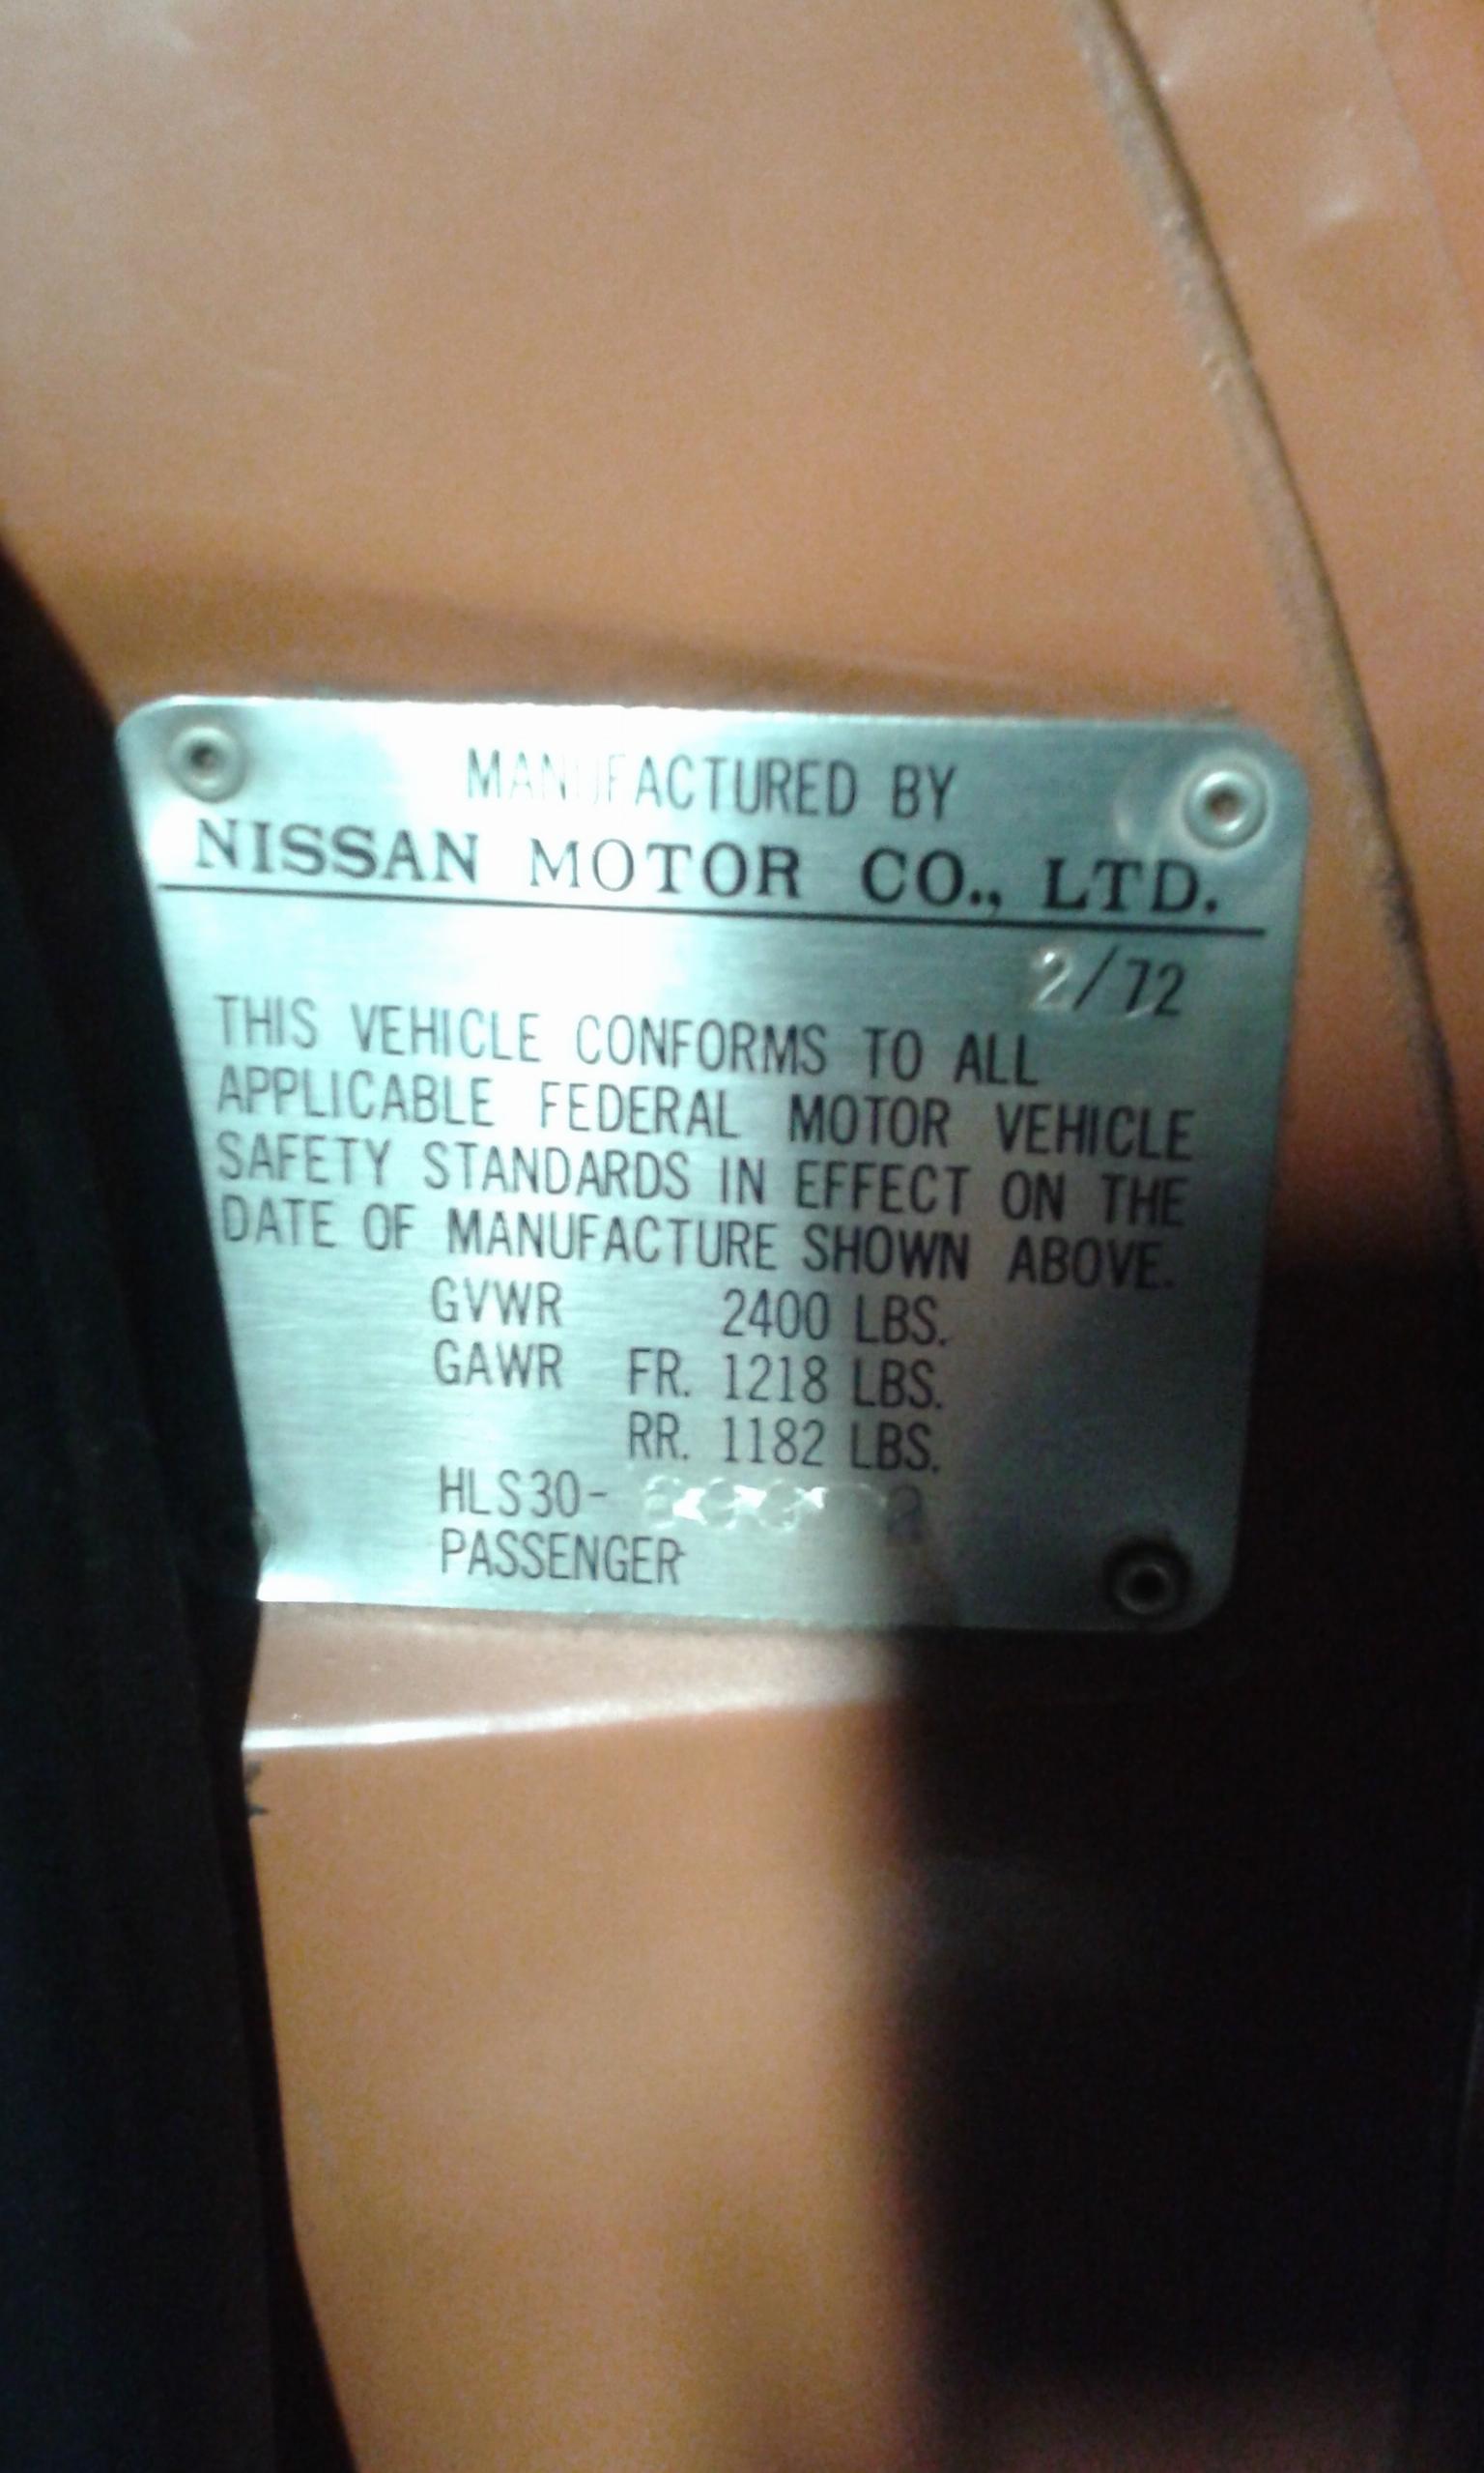 MANUFACTURED BY
NISSAN MOTOR CO., LTD.
2/72
THIS VEHICLE CONFORMS TO ALL
APPLICABLE FEDERAL MOTOR VEHICLE
SAFETY STANDARDS IN EFFECT ON THE
DATE OF MANUFACTURE SHOWN ABOVE.
GVWR 2400 LBS.
GAWR FR. 1218 LBS.
RR. 1182 LBS.
HLS30-
PASSENGER